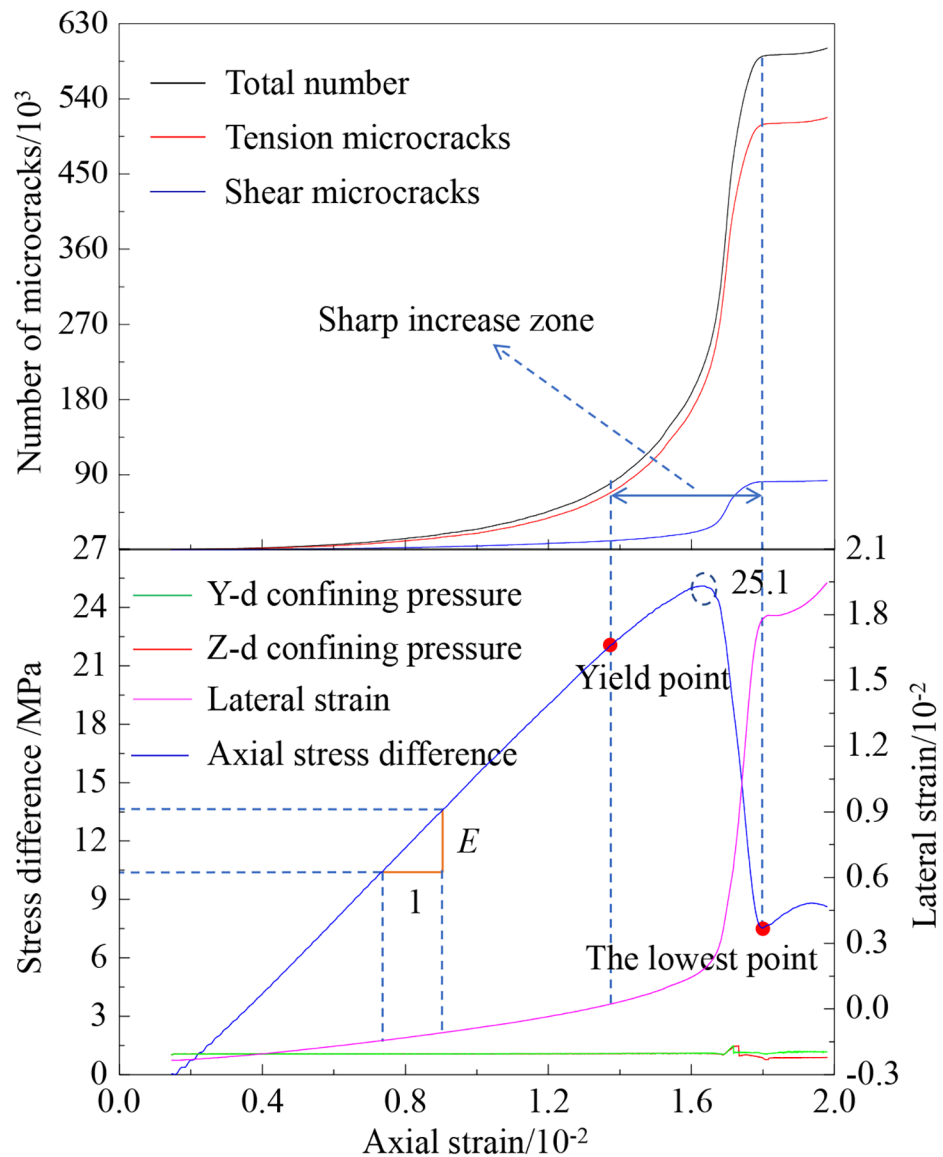 630
540
450
360
270
180
90
27
Number of microcracks/10³
Total number
Tension microcracks
Shear microcracks
Sharp increase zone
24
21
18
15
12
9
6
3
0
Stress difference /MPa
Y-d confining pressure
Z-d confining pressure
Lateral strain
Axial stress difference
25.1
Yield point
E
1
The lowest point
2.1
1.8
1.5
1.2
0.9
0.6
0.3
0.0
-0.3
Lateral strain/10⁻²
0.0 0.4 0.8 1.2 1.6 2.0
Axial strain/10⁻²